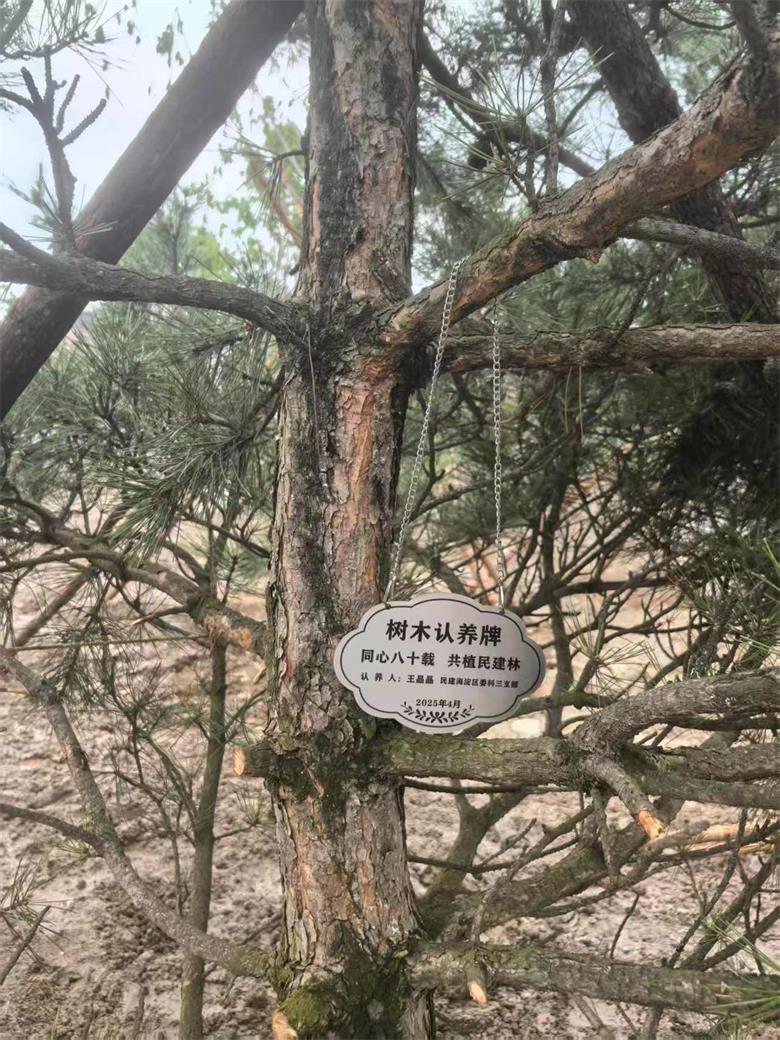 树木认养牌
同心八十载 共植民建林
认 养 人：王晶晶 民建海淀区委科三支部
2025年4月